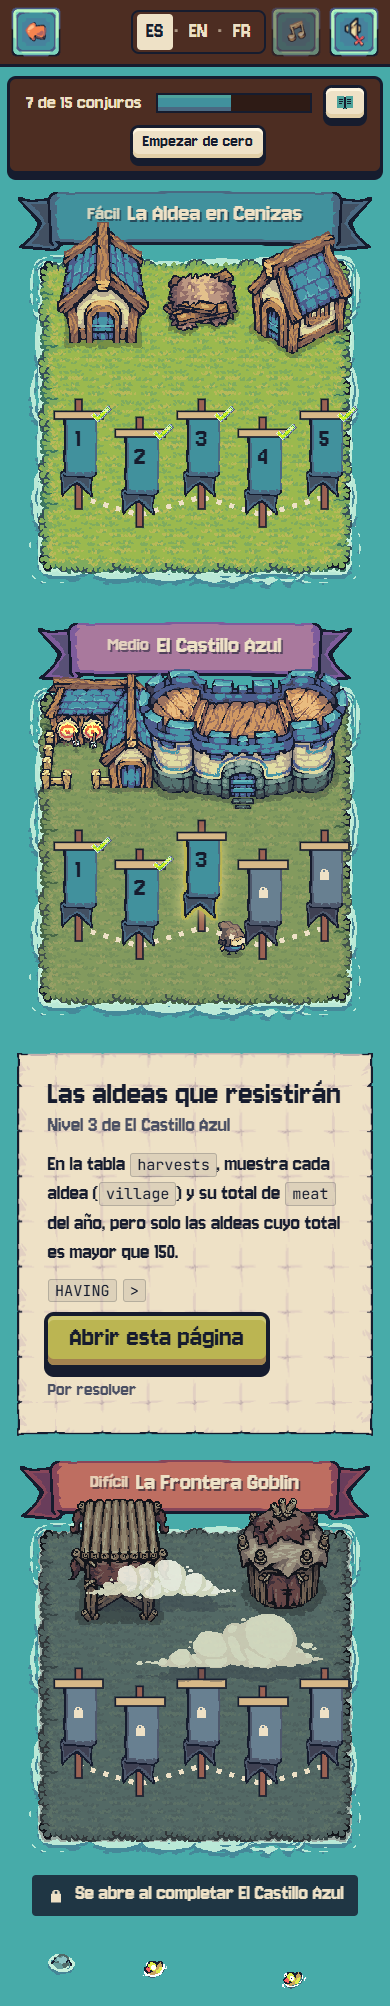 ES · EN · FR
7 de 15 conjuros
Empezar de cero
Fácil La Aldea en Cenizas
1
2
3
4
5
Medio El Castillo Azul
1
2
3
Las aldeas que resistirán
Nivel 3 de El Castillo Azul
En la tabla harvests, muestra cada
aldea (village) y su total de meat
del año, pero solo las aldeas cuyo total
es mayor que 150.
HAVING >
Abrir esta página
Por resolver
Difícil La Frontera Goblin
Se abre al completar El Castillo Azul